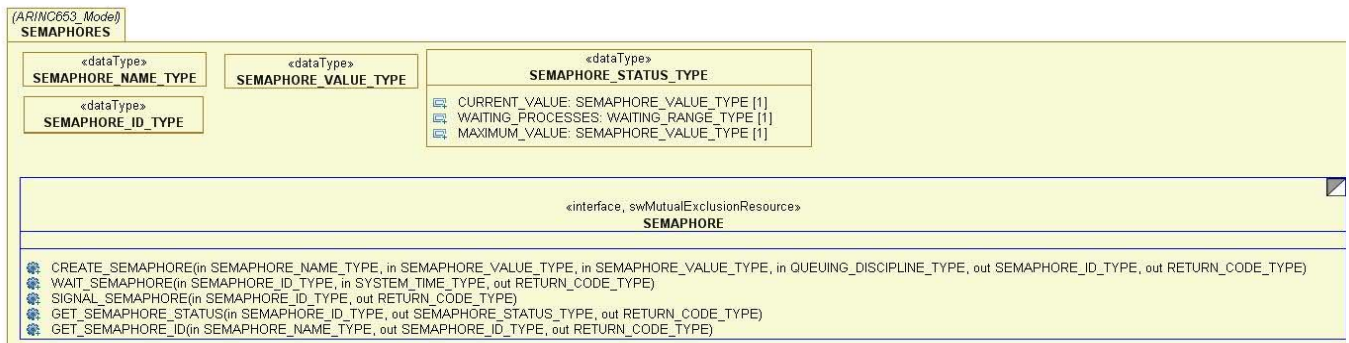 (ARINC653_Model)
SEMAPHORES
«dataType»
SEMAPHORE_NAME_TYPE
«dataType»
SEMAPHORE_VALUE_TYPE
«dataType»
SEMAPHORE_STATUS_TYPE
CURRENT_VALUE: SEMAPHORE_VALUE_TYPE [1]
WAITING_PROCESSES: WAITING_RANGE_TYPE [1]
MAXIMUM_VALUE: SEMAPHORE_VALUE_TYPE [1]
«dataType»
SEMAPHORE_ID_TYPE
«interface, swMutualExclusionResource»
SEMAPHORE
CREATE_SEMAPHORE(in SEMAPHORE_NAME_TYPE, in SEMAPHORE_VALUE_TYPE, in SEMAPHORE_VALUE_TYPE, in QUEUING_DISCIPLINE_TYPE, out SEMAPHORE_ID_TYPE, out RETURN_CODE_TYPE)
WAIT_SEMAPHORE(in SEMAPHORE_ID_TYPE, in SYSTEM_TIME_TYPE, out RETURN_CODE_TYPE)
SIGNAL_SEMAPHORE(in SEMAPHORE_ID_TYPE, out RETURN_CODE_TYPE)
GET_SEMAPHORE_STATUS(in SEMAPHORE_ID_TYPE, out SEMAPHORE_STATUS_TYPE, out RETURN_CODE_TYPE)
GET_SEMAPHORE_ID(in SEMAPHORE_NAME_TYPE, out SEMAPHORE_ID_TYPE, out RETURN_CODE_TYPE)